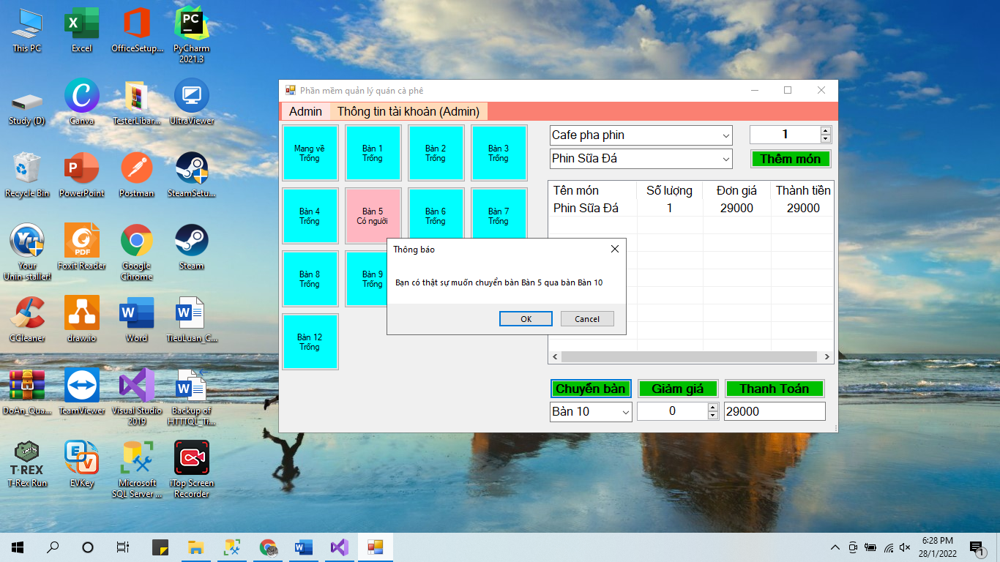 This PC
Excel
OfficeSetup...
PyCharm
2021.3
Study (D)
Canva
TesterLibar...
UltraViewer
Recycle Bin
PowerPoint
Postman
SteamSetu...
Your
Unin-staller!
Foxit Reader
Google
Chrome
Steam
CCleaner
draw.io
Word
TieuLuan_C...
DoAn_Qua...
TeamViewer
Visual Studio
2019
Backup of
HTTTQL_Ti...
T-REX
T-Rex Run
EVKey
Microsoft
SQL Server ...
iTop Screen
Recorder
Phần mềm quản lý quán cà phê
Admin Thông tin tài khoản (Admin)
Mang về
Trống
Bàn 1
Trống
Bàn 2
Trống
Bàn 3
Trống
Bàn 4
Trống
Bàn 5
Có người
Bàn 6
Trống
Bàn 7
Trống
Bàn 8
Trống
Bàn 9
Trống
Bàn 12
Trống
Cafe pha phin
1
Phin Sữa Đá
Thêm món
Tên món Số lượng Đơn giá Thành tiền
Phin Sữa Đá 1 29000 29000
Thông báo
Bạn có thật sự muốn chuyển bàn Bàn 5 qua bàn Bàn 10
OK Cancel
Chuyển bàn Giảm giá Thanh Toán
Bàn 10 0 29000
6:28 PM
28/1/2022
1